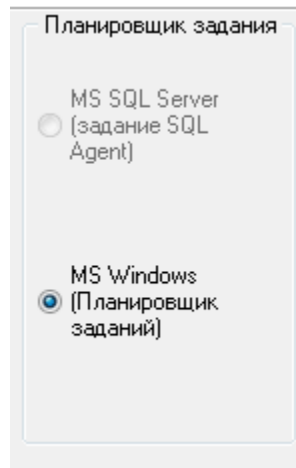 Планировщик задания
MS SQL Server
(задание SQL
Agent)
MS Windows
(Планировщик
заданий)